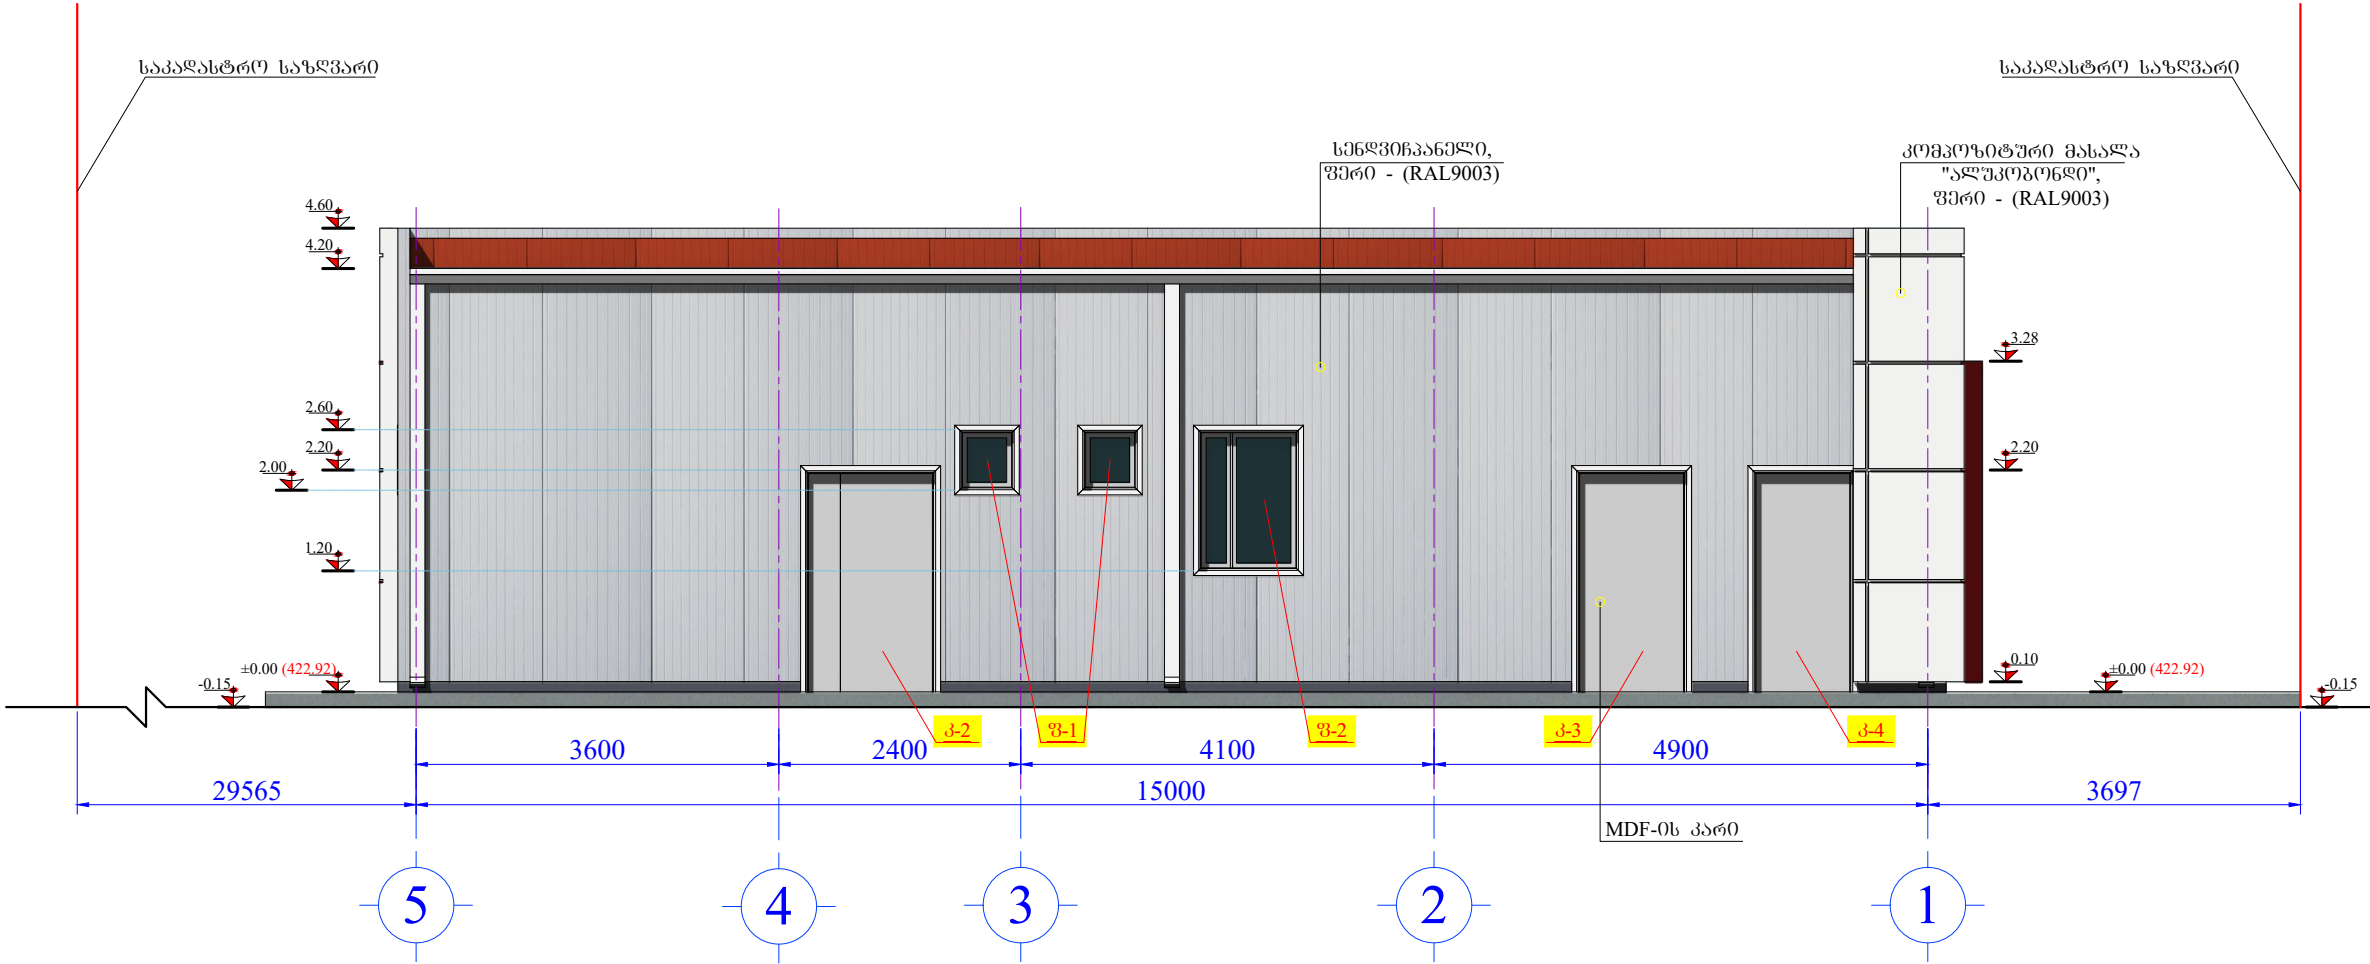 საკადასტრო საზღვარი
საკადასტრო საზღვარი
სენდვიჩპანელი,
ფერი - (RAL9003)
კომპოზიტური მასალა
"ალუკობონდი",
ფერი - (RAL9003)
4.60
4.20
3.28
2.60
2.20
2.00
2.20
1.20
±0.00 (422.92)
-0.15
0.10
±0.00 (422.92)
-0.15
კ-2
ფ-1
ფ-2
კ-3
კ-4
3600
2400
4100
4900
29565
15000
3697
MDF-ის კარი
5
4
3
2
1